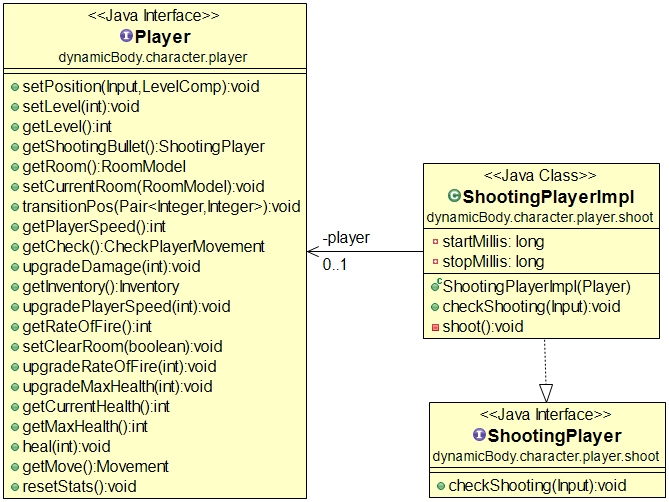 <<Java Interface>>
Player
dynamicBody.character.player
setPosition(Input,LevelComp):void
setLevel(int):void
getLevel():int
getShootingBullet():ShootingPlayer
getRoom():RoomModel
setCurrentRoom(RoomModel):void
transitionPos(Pair<Integer,Integer>):void
getPlayerSpeed():int
getCheck():CheckPlayerMovement
upgradeDamage(int):void
getInventory():Inventory
upgradePlayerSpeed(int):void
getRateOfFire():int
setClearRoom(boolean):void
upgradeRateOfFire(int):void
upgradeMaxHealth(int):void
getCurrentHealth():int
getMaxHealth():int
heal(int):void
getMove():Movement
resetStats():void
-player
0..1
<<Java Class>>
ShootingPlayerImpl
dynamicBody.character.player.shoot
startMillis: long
stopMillis: long
ShootingPlayerImpl(Player)
checkShooting(Input):void
shoot():void
<<Java Interface>>
ShootingPlayer
dynamicBody.character.player.shoot
checkShooting(Input):void